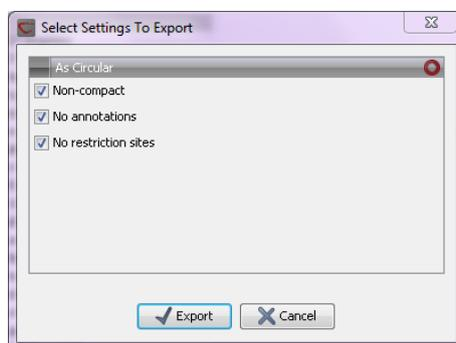 Select Settings To Export
As Circular
Non-compact
No annotations
No restriction sites
Export
Cancel